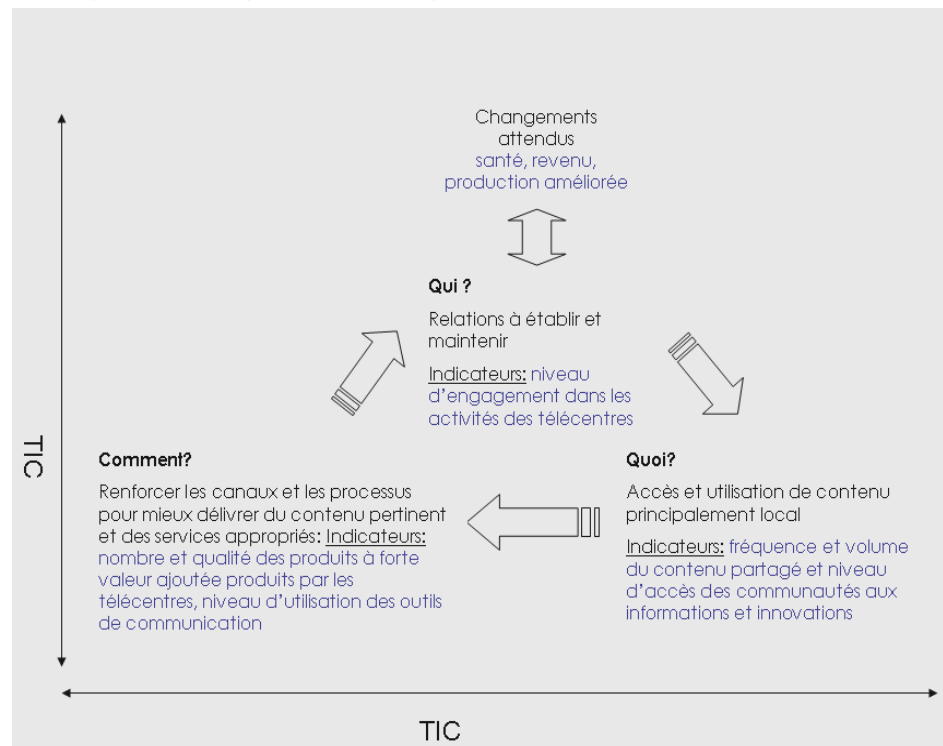 Changements
attendus
santé, revenu,
production améliorée
Qui ?
Relations à établir et
maintenir
Indicateurs: niveau
d'engagement dans les
activités des télécentres
TIC
Comment?
Renforcer les canaux et les processus
pour mieux délivrer du contenu pertinent
et des services appropriés: Indicateurs:
nombre et qualité des produits à forte
valeur ajoutée produits par les
télécentres, niveau d'utilisation des outils
de communication
Quoi?
Accès et utilisation de contenu
principalement local
Indicateurs: fréquence et volume
du contenu partagé et niveau
d'accès des communautés aux
informations et innovations
TIC